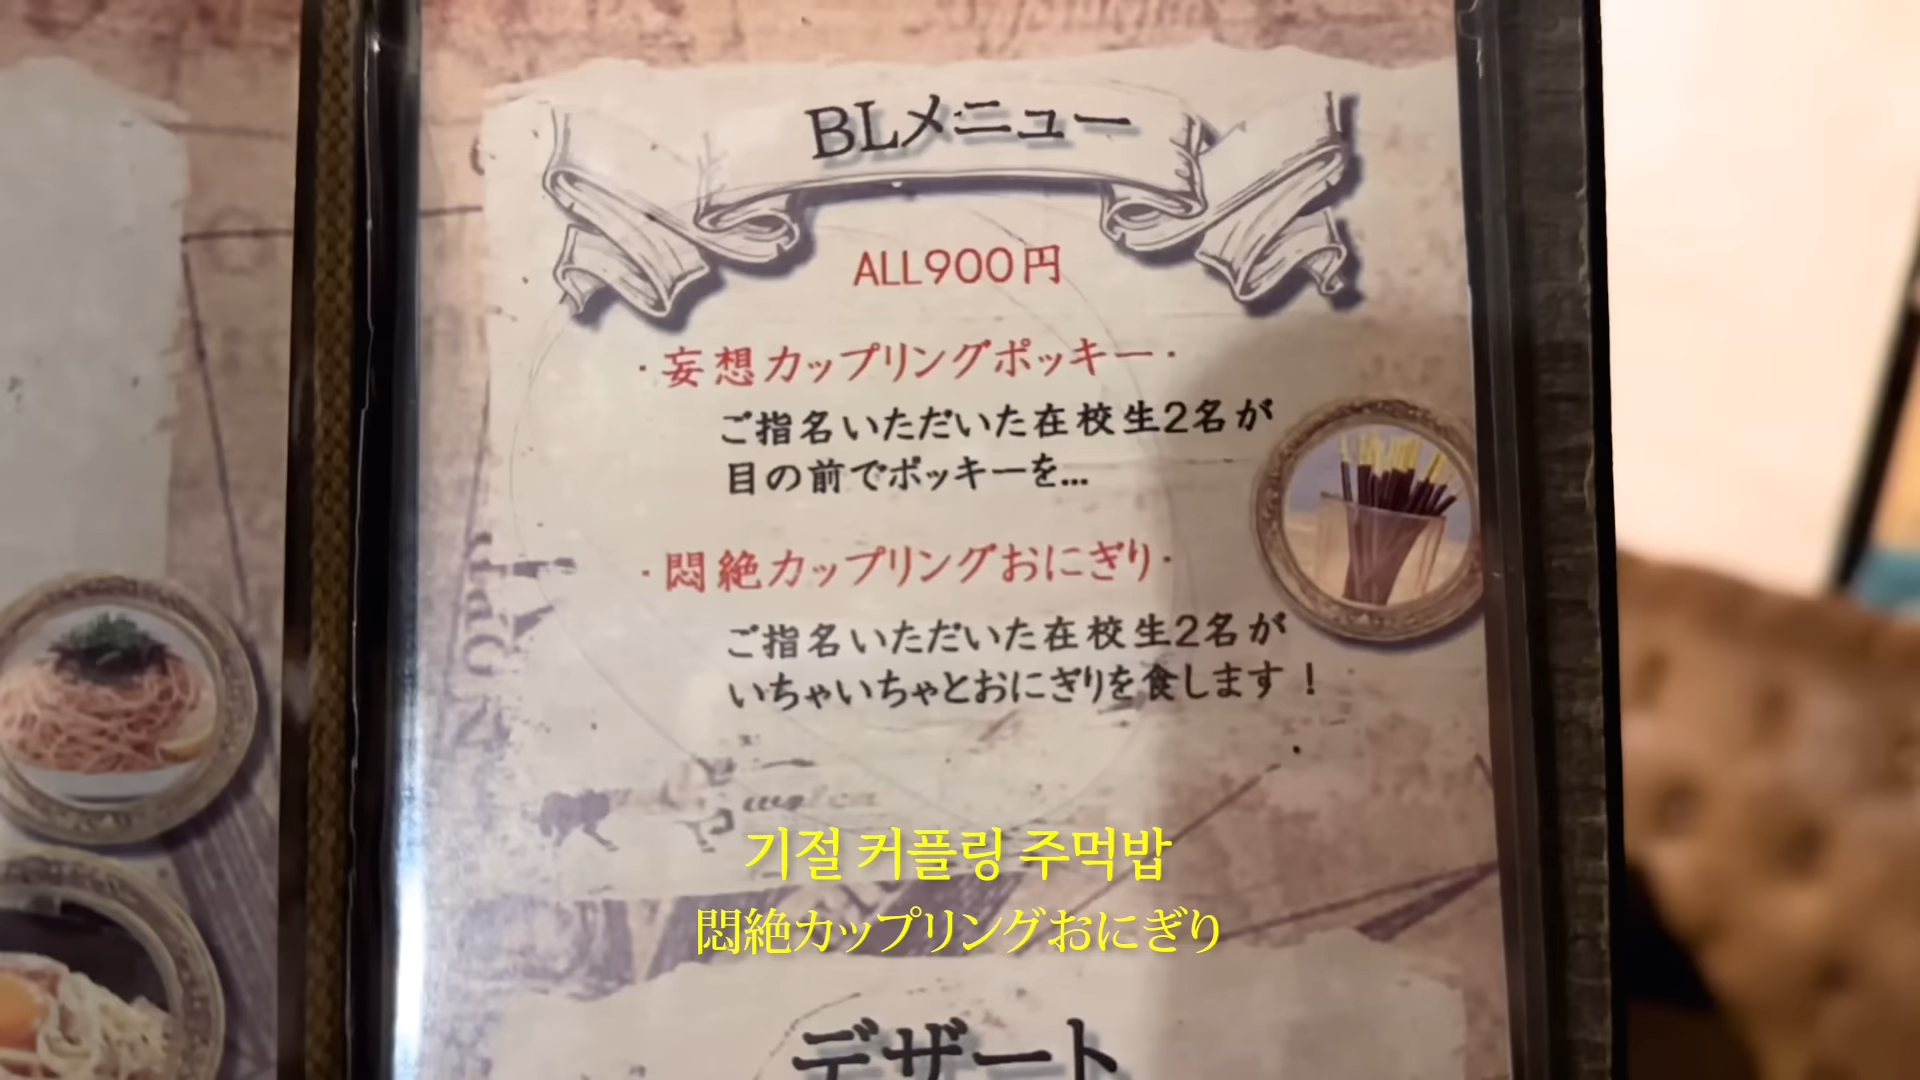 BLメニュー
ALL900円
・妄想カップリングポッキー・
ご指名いただいた在校生2名が
目の前でポッキーを...
・悶絶カップリングおにぎり・
ご指名いただいた在校生2名が
いちゃいちゃとおにぎりを食します！
기절 커플링 주먹밥
悶絶カップリングおにぎり
デザート